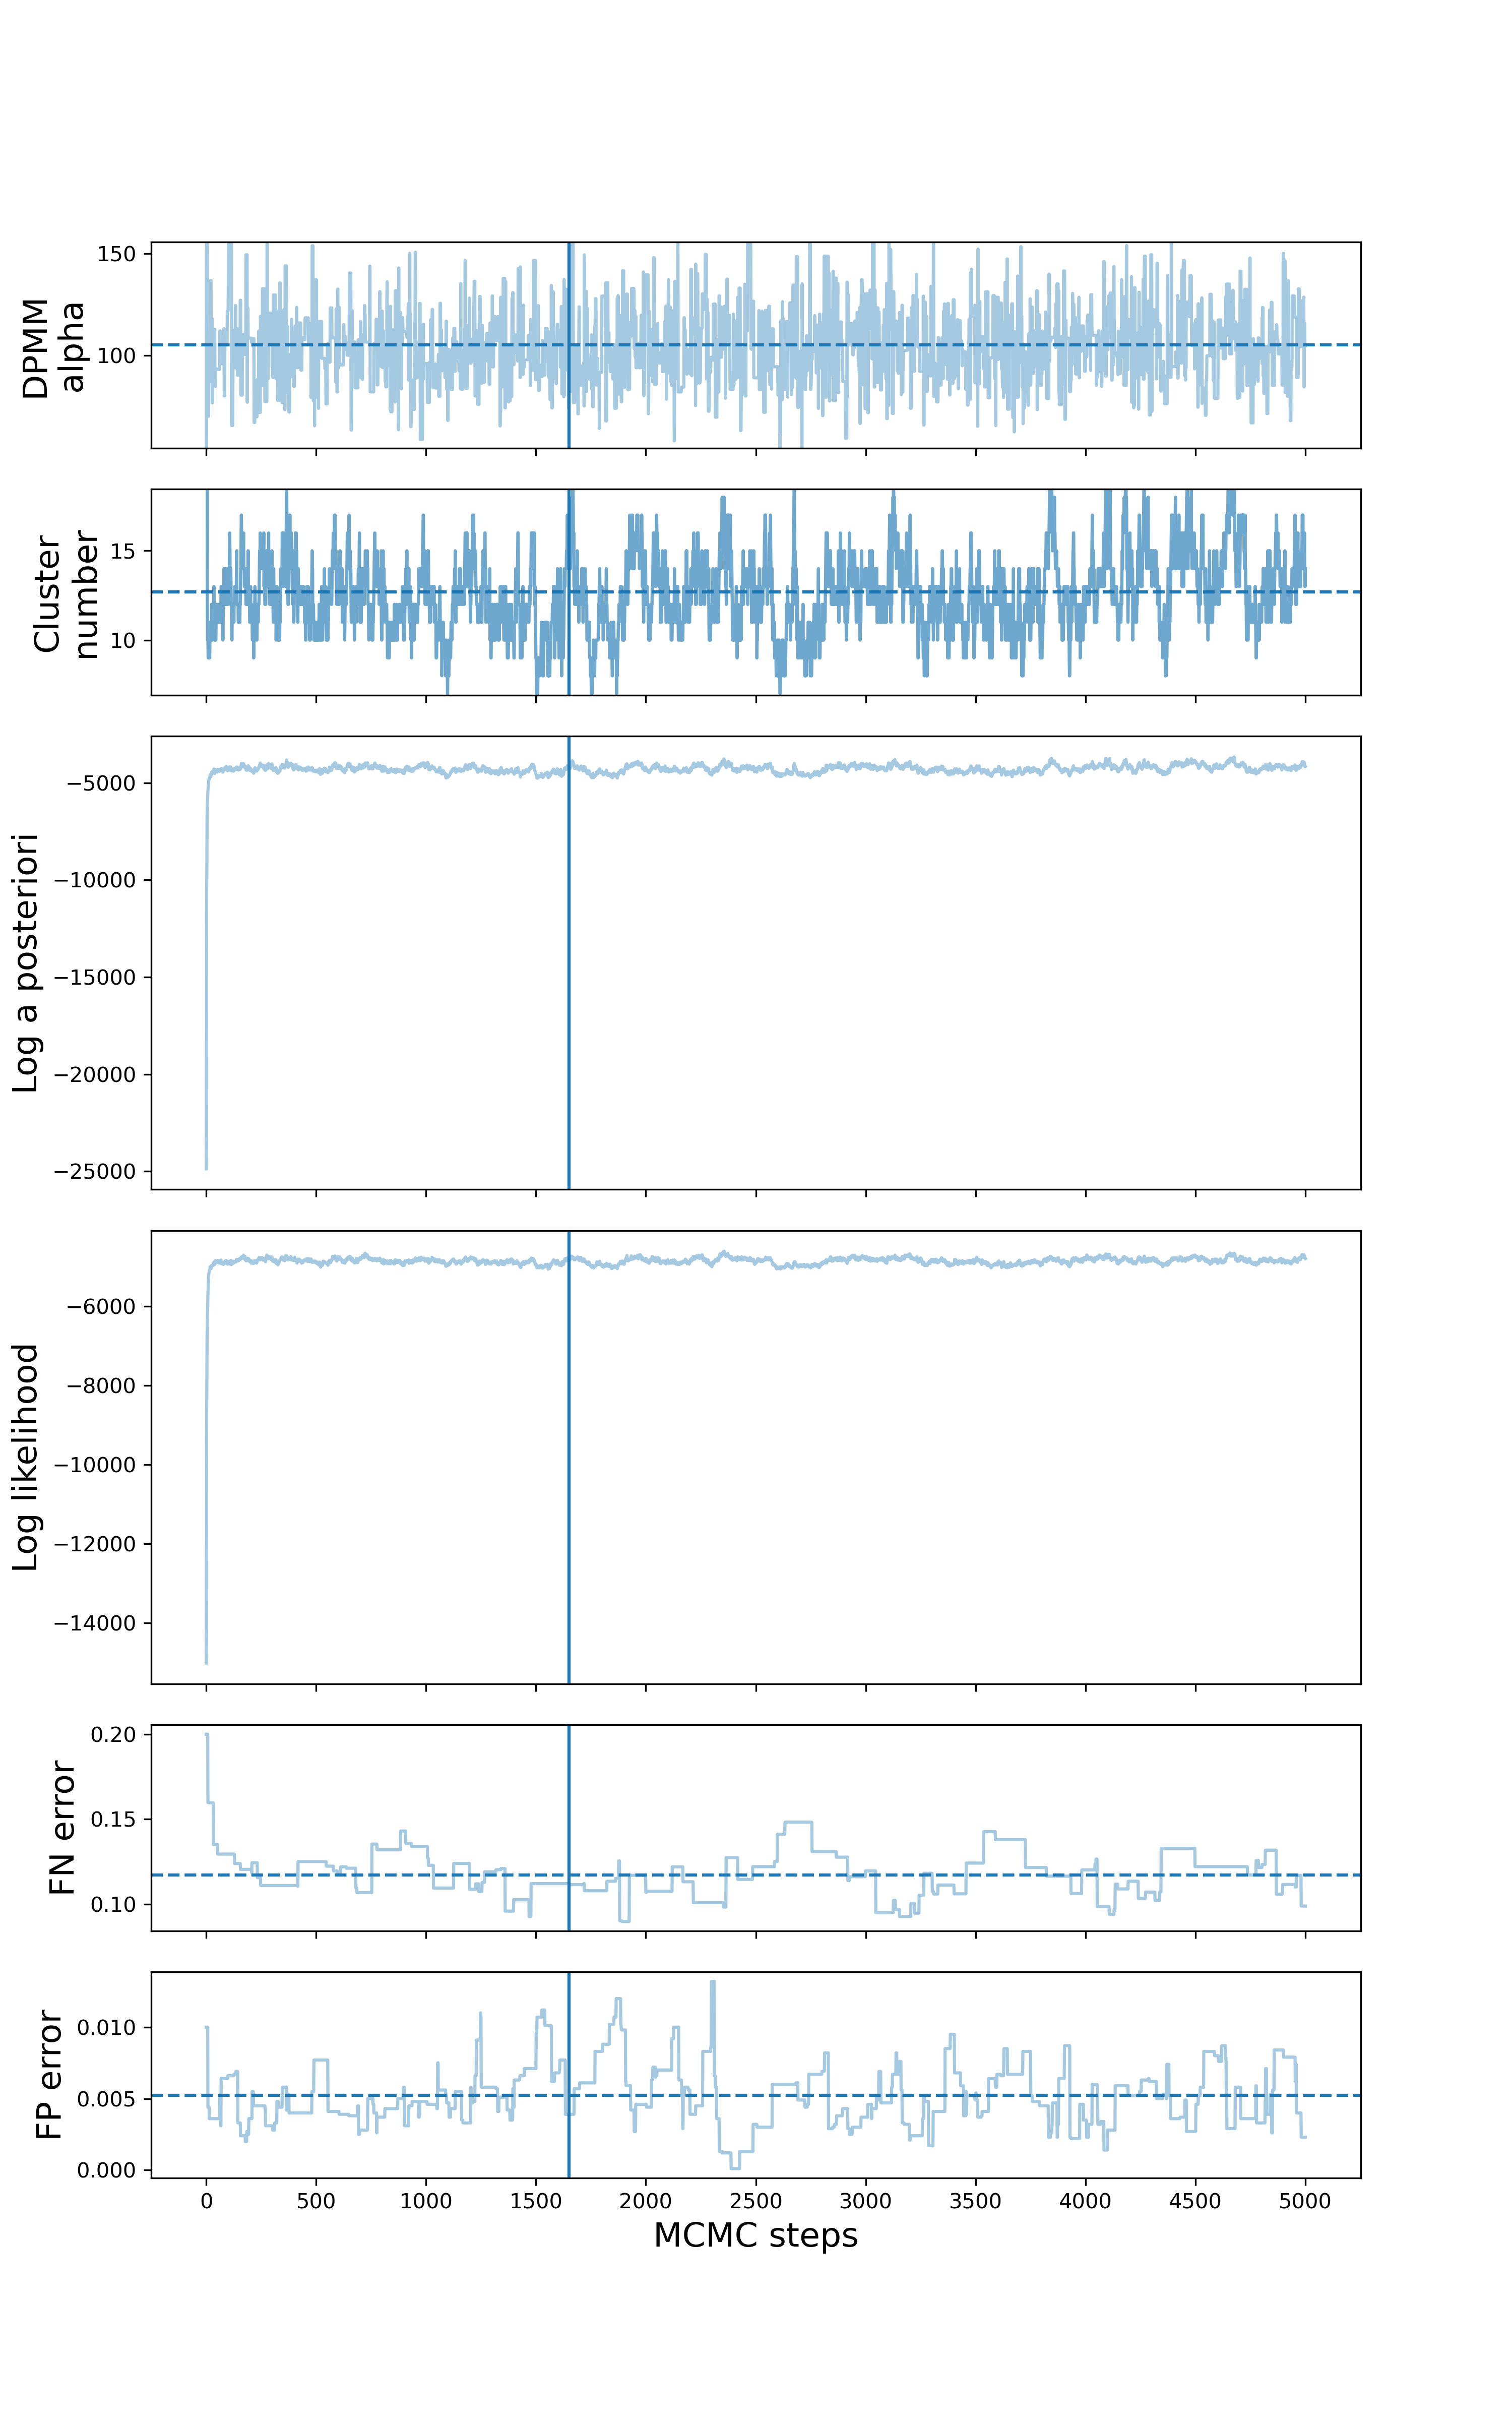 DPMM
alpha
150
100
Cluster
number
15
10
Log a posteriori
−5000
−10000
−15000
−20000
−25000
Log likelihood
−6000
−8000
−10000
−12000
−14000
FN error
0.20
0.15
0.10
FP error
0.010
0.005
0.000
0 500 1000 1500 2000 2500 3000 3500 4000 4500 5000
MCMC steps